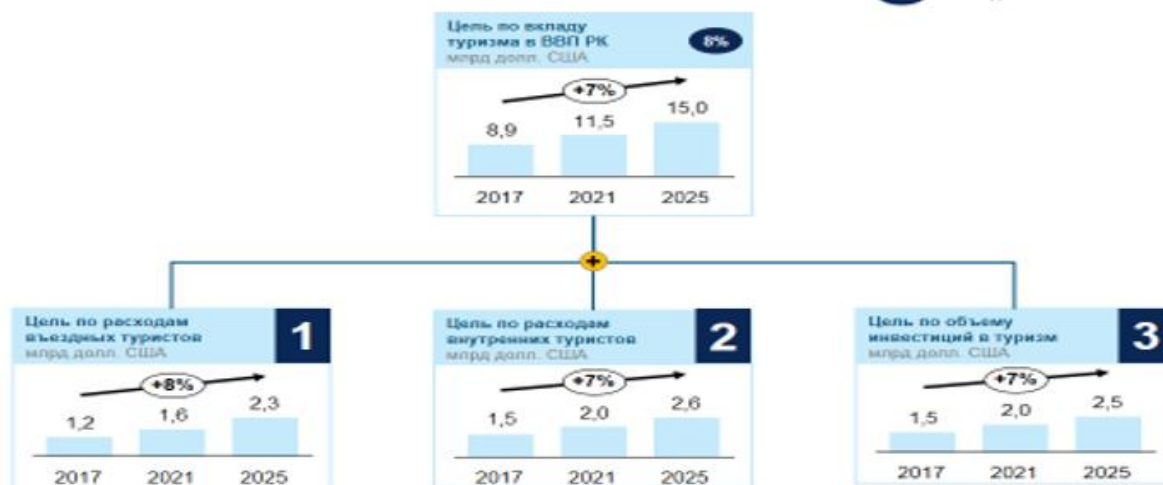 Цель по вкладу
туризма в ВВП РК
млрд долл. США
8%
+7%
8,9
11,5
15,0
2017
2021
2025
+
Цель по расходам
въездных туристов
млрд долл. США
1
+8%
1,2
1,6
2,3
2017
2021
2025
Цель по расходам
внутренних туристов
млрд долл. США
2
+7%
1,5
2,0
2,6
2017
2021
2025
Цель по объему
инвестиций в туризм
млрд долл. США
3
+7%
1,5
2,0
2,5
2017
2021
2025